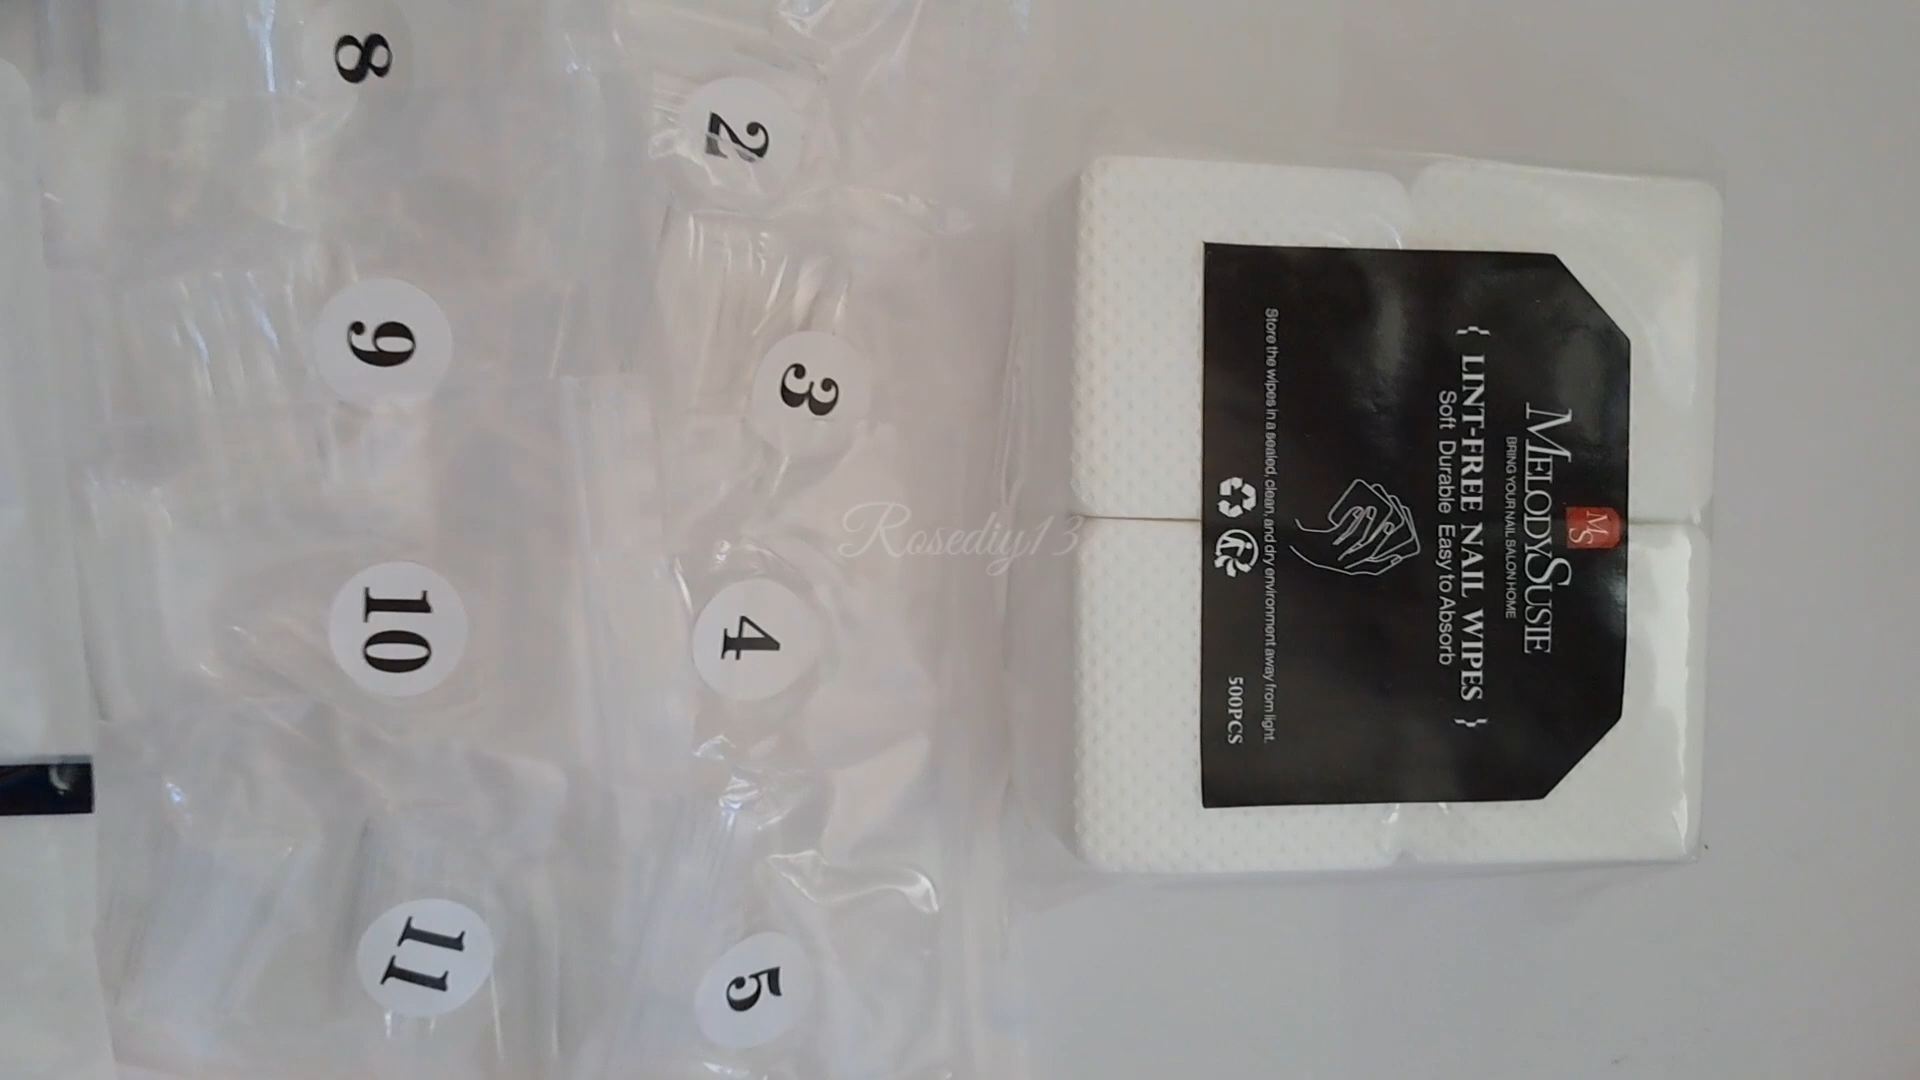 8
9
10
11
2
3
4
5
Rosediy13
MS
MELODYSUSIE
BRING YOUR NAIL SALON HOME
{ LINT-FREE NAIL WIPES }
Soft Durable Easy to Absorb
Store the wipes in a sealed, clean, and dry environment away from light.
500PCS